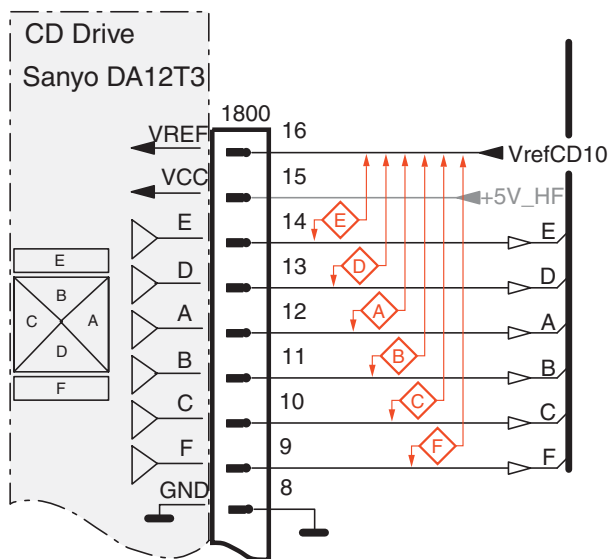 CD Drive
Sanyo DA12T3
1800
VREF 16 VrefCD10
VCC 15 +5V_HF
E 14 E E
D 13 D D
A 12 A A
B 11 B B
C 10 C C
F 9 F F
GND 8
E
B
C A
D
F